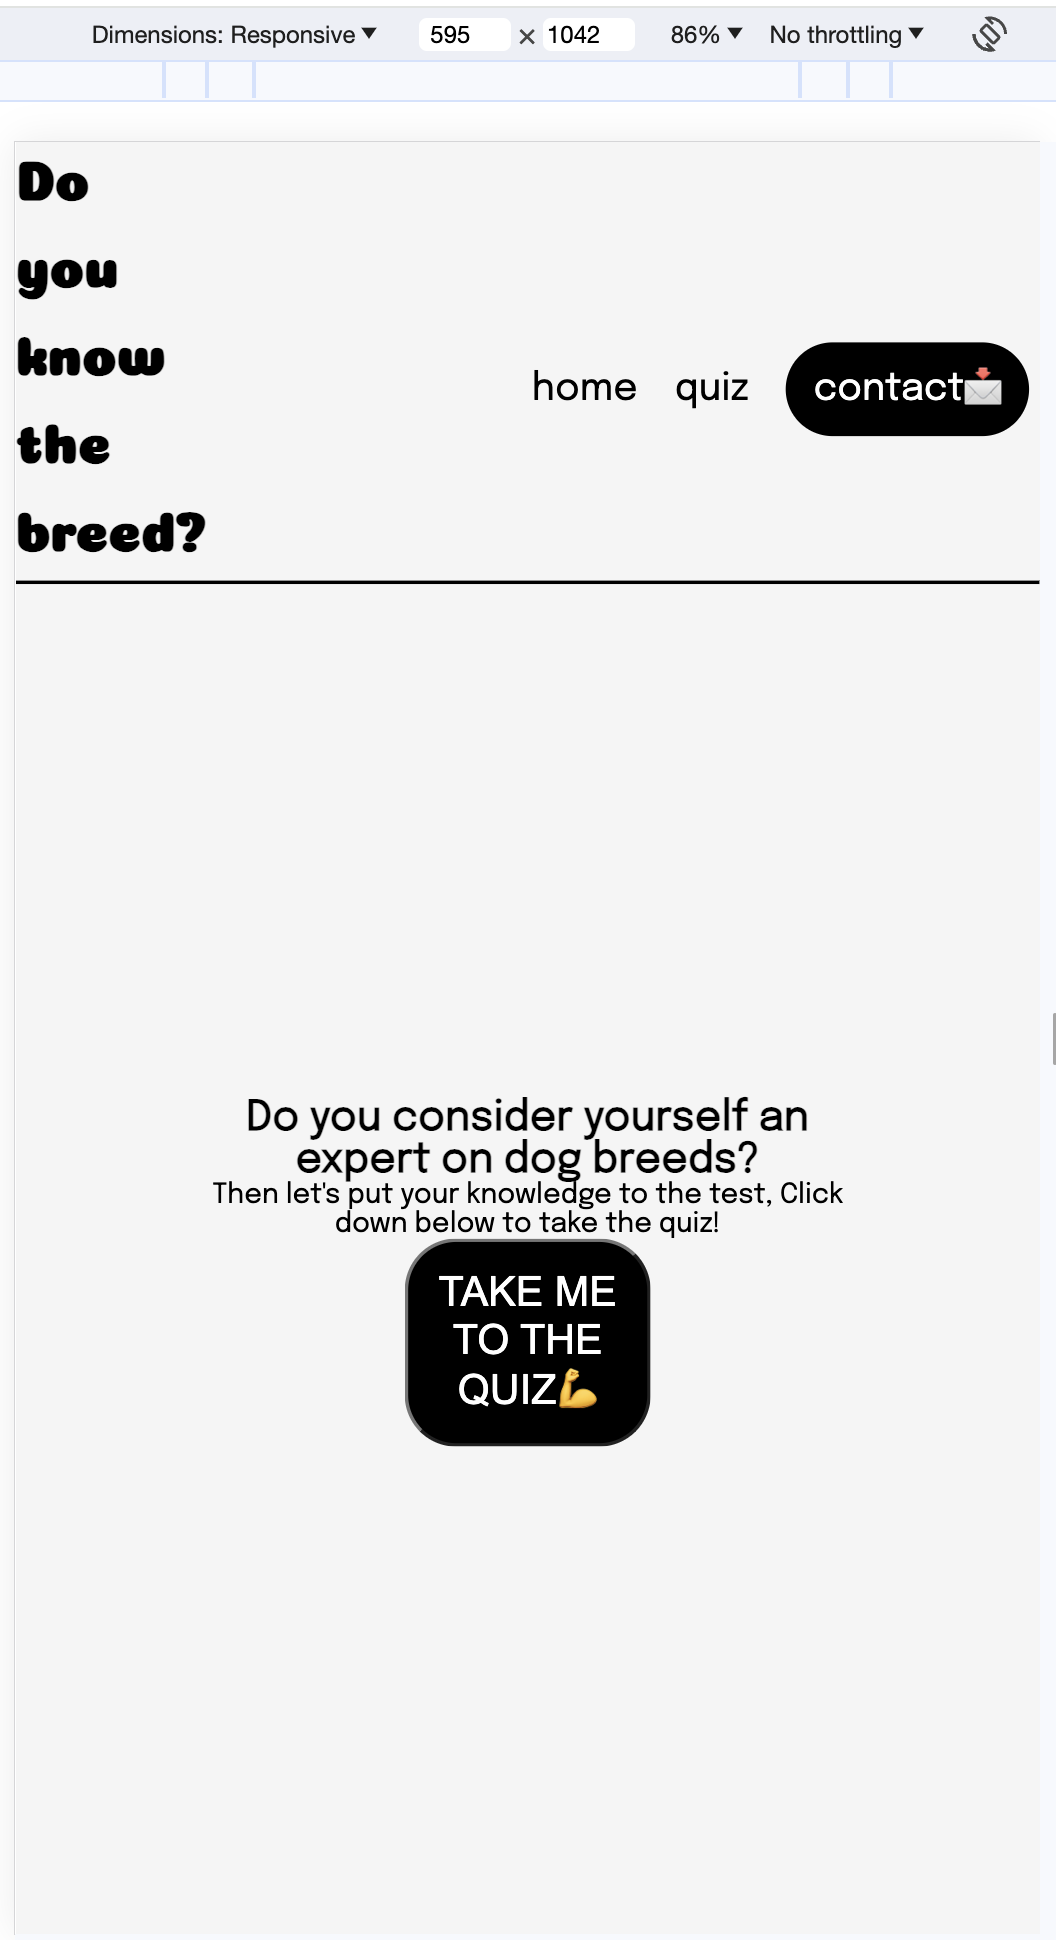 Dimensions: Responsive ▼ 595 × 1042 86% ▼ No throttling ▼
Do
you
know
the
breed?
home quiz contact📩
Do you consider yourself an
expert on dog breeds?
Then let's put your knowledge to the test, Click
down below to take the quiz!
TAKE ME
TO THE
QUIZ💪